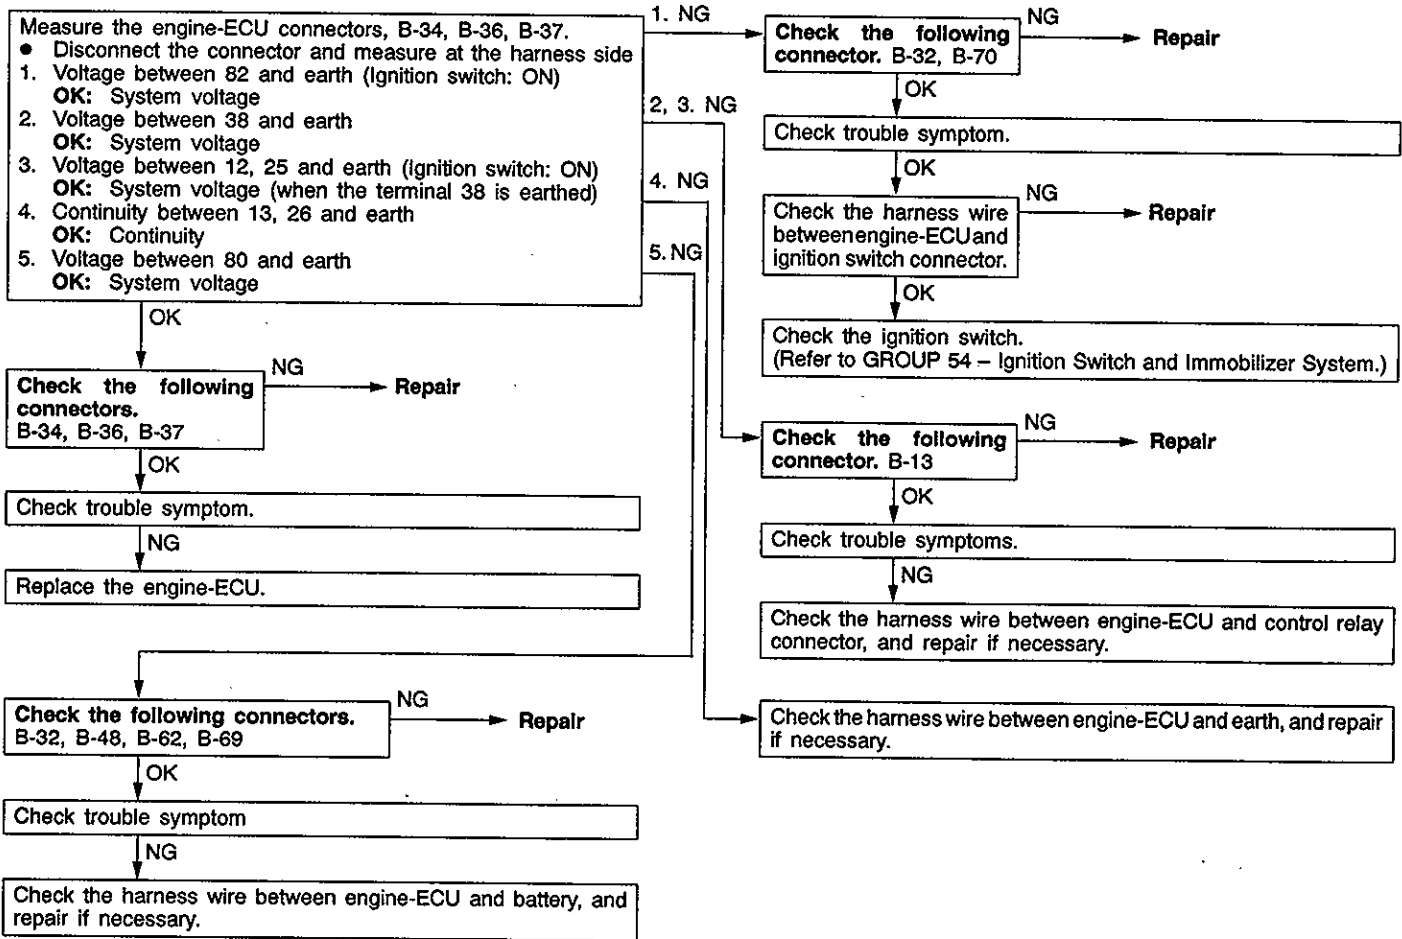 Measure the engine-ECU connectors, B-34, B-36, B-37.
● Disconnect the connector and measure at the harness side
1. Voltage between 82 and earth (Ignition switch: ON)
OK: System voltage
2. Voltage between 38 and earth
OK: System voltage
3. Voltage between 12, 25 and earth (Ignition switch: ON)
OK: System voltage (when the terminal 38 is earthed)
4. Continuity between 13, 26 and earth
OK: Continuity
5. Voltage between 80 and earth
OK: System voltage
1. NG
2, 3. NG
4. NG
5. NG
OK
Check the following
connectors.
B-34, B-36, B-37
NG
Repair
OK
Check trouble symptom.
NG
Replace the engine-ECU.
Check the following connectors.
B-32, B-48, B-62, B-69
NG
Repair
OK
Check trouble symptom
NG
Check the harness wire between engine-ECU and battery, and
repair if necessary.
Check the following
connector. B-32, B-70
NG
Repair
OK
Check trouble symptom.
OK
Check the harness wire
between engine-ECU and
ignition switch connector.
NG
Repair
OK
Check the ignition switch.
(Refer to GROUP 54 – Ignition Switch and Immobilizer System.)
Check the following
connector. B-13
NG
Repair
OK
Check trouble symptoms.
NG
Check the harness wire between engine-ECU and control relay
connector, and repair if necessary.
Check the harness wire between engine-ECU and earth, and repair
if necessary.